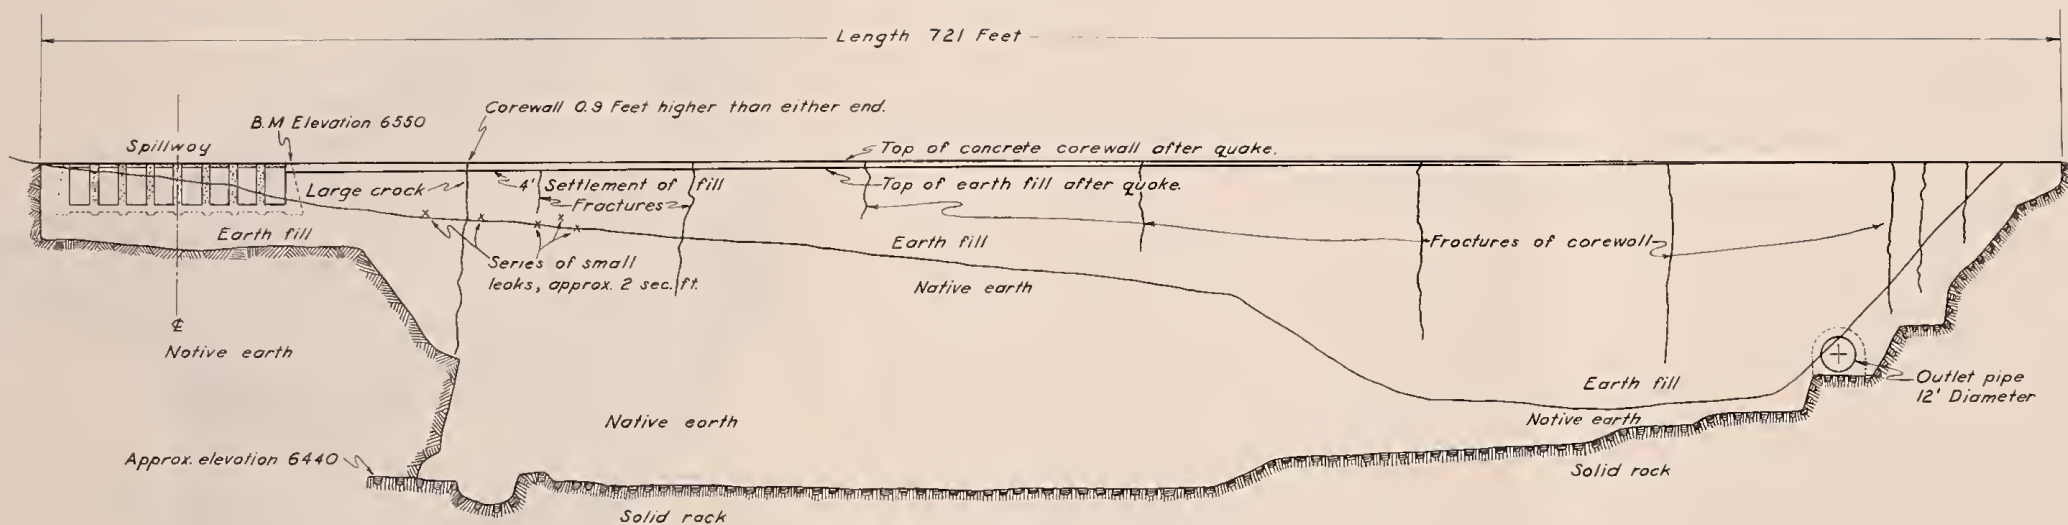 Length 721 Feet
Corewall 0.9 Feet higher than either end.
B.M Elevation 6550
Spillway
Top of concrete corewall after quake.
Large crack
4' Settlement of fill
Top of earth fill after quake.
Fractures
Earth fill
Earth fill
Fractures of corewall
Series of small
leaks, approx. 2 sec. ft.
Native earth
℄
Native earth
Earth fill
Outlet pipe
12' Diameter
Native earth
Native earth
Approx. elevation 6440
Solid rock
Solid rock